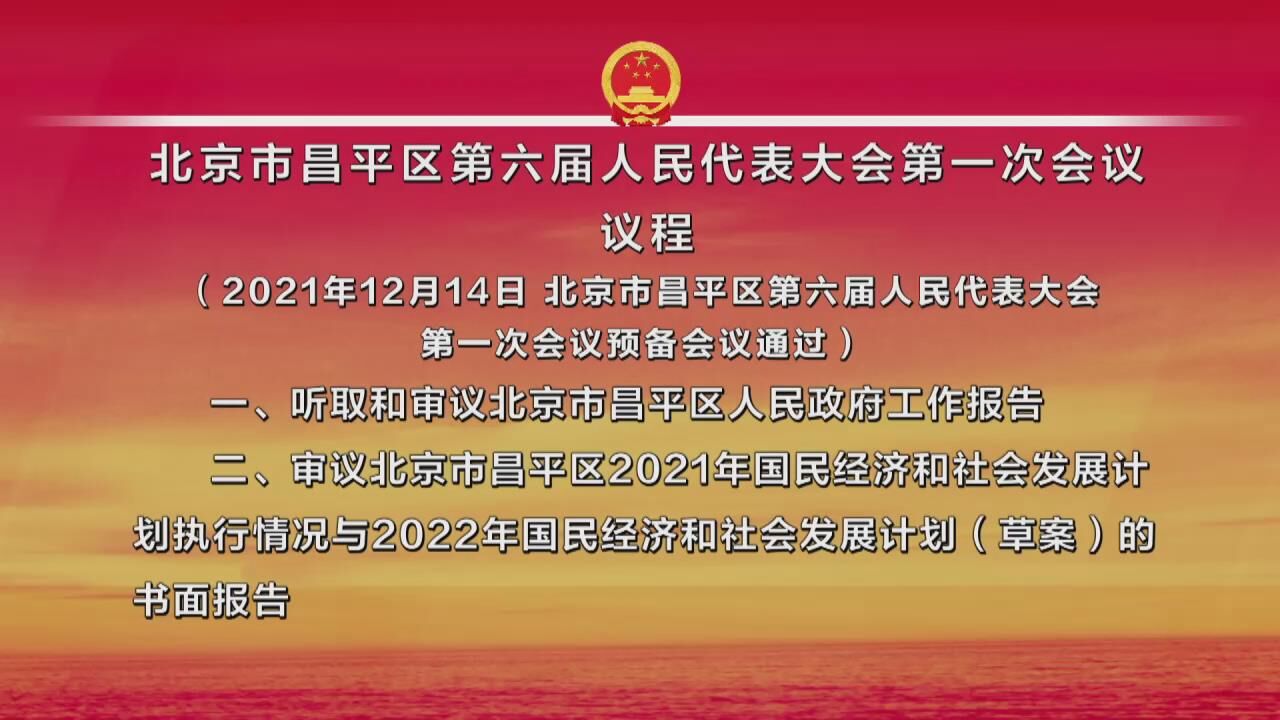 北京市昌平区第六届人民代表大会第一次会议
议程
（2021年12月14日 北京市昌平区第六届人民代表大会
第一次会议预备会议通过）
一、听取和审议北京市昌平区人民政府工作报告
二、审议北京市昌平区2021年国民经济和社会发展计
划执行情况与2022年国民经济和社会发展计划（草案）的
书面报告